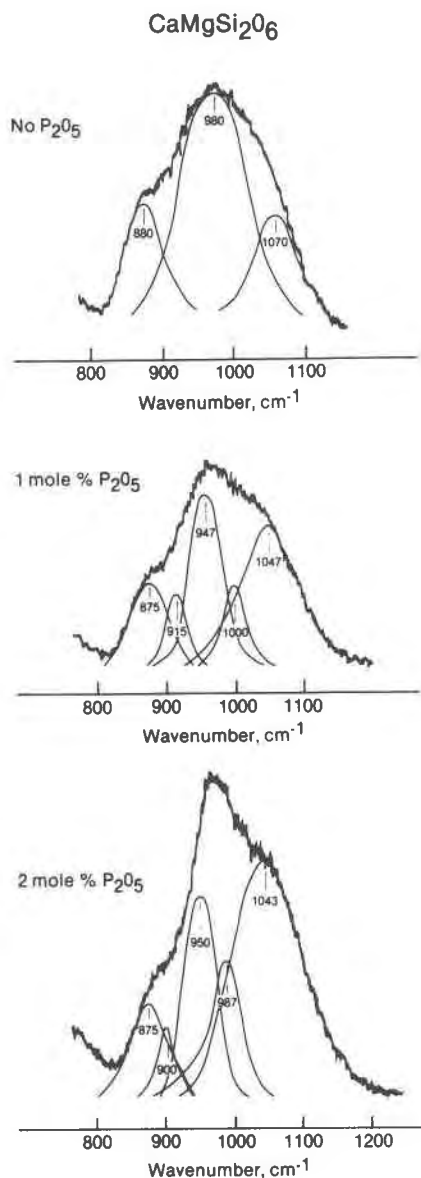 CaMgSi₂O₆
No P₂O₅
980
880
1070
800 900 1000 1100
Wavenumber, cm⁻¹
1 mole % P₂O₅
947
1047
875
915
1000
800 900 1000 1100
Wavenumber, cm⁻¹
2 mole % P₂O₅
950
1043
875
987
900
800 900 1000 1100 1200
Wavenumber, cm⁻¹